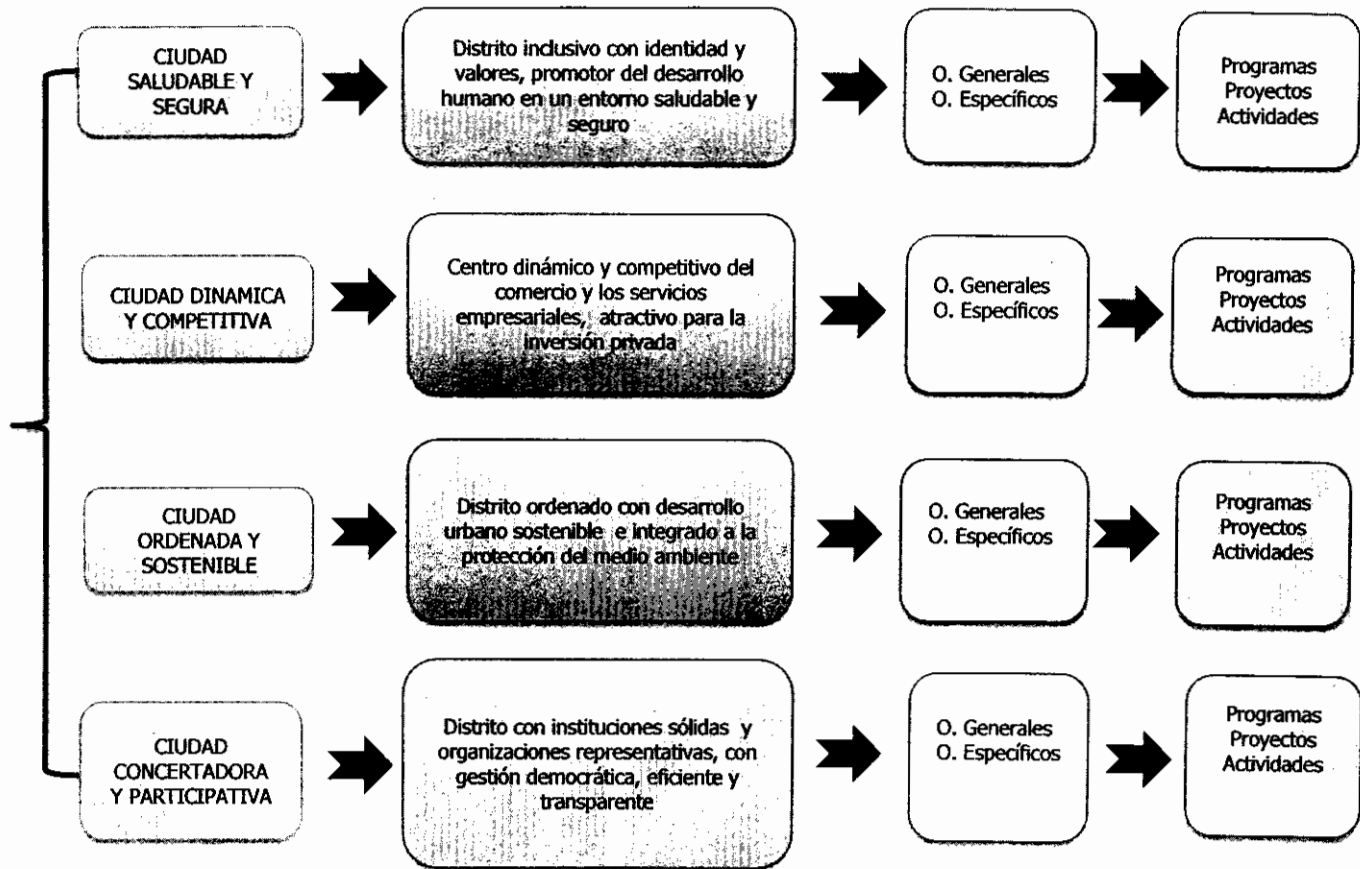 CIUDAD
SALUDABLE Y
SEGURA
Distrito inclusivo con identidad y
valores, promotor del desarrollo
humano en un entorno saludable y
seguro
O. Generales
O. Específicos
Programas
Proyectos
Actividades
CIUDAD DINAMICA
Y COMPETITIVA
Centro dinámico y competitivo del
comercio y los servicios
empresariales, atractivo para la
inversión privada
O. Generales
O. Específicos
Programas
Proyectos
Actividades
CIUDAD
ORDENADA Y
SOSTENIBLE
Distrito ordenado con desarrollo
urbano sostenible e integrado a la
protección del medio ambiente
O. Generales
O. Específicos
Programas
Proyectos
Actividades
CIUDAD
CONCERTADORA
Y PARTICIPATIVA
Distrito con instituciones sólidas y
organizaciones representativas, con
gestión democrática, eficiente y
transparente
O. Generales
O. Específicos
Programas
Proyectos
Actividades